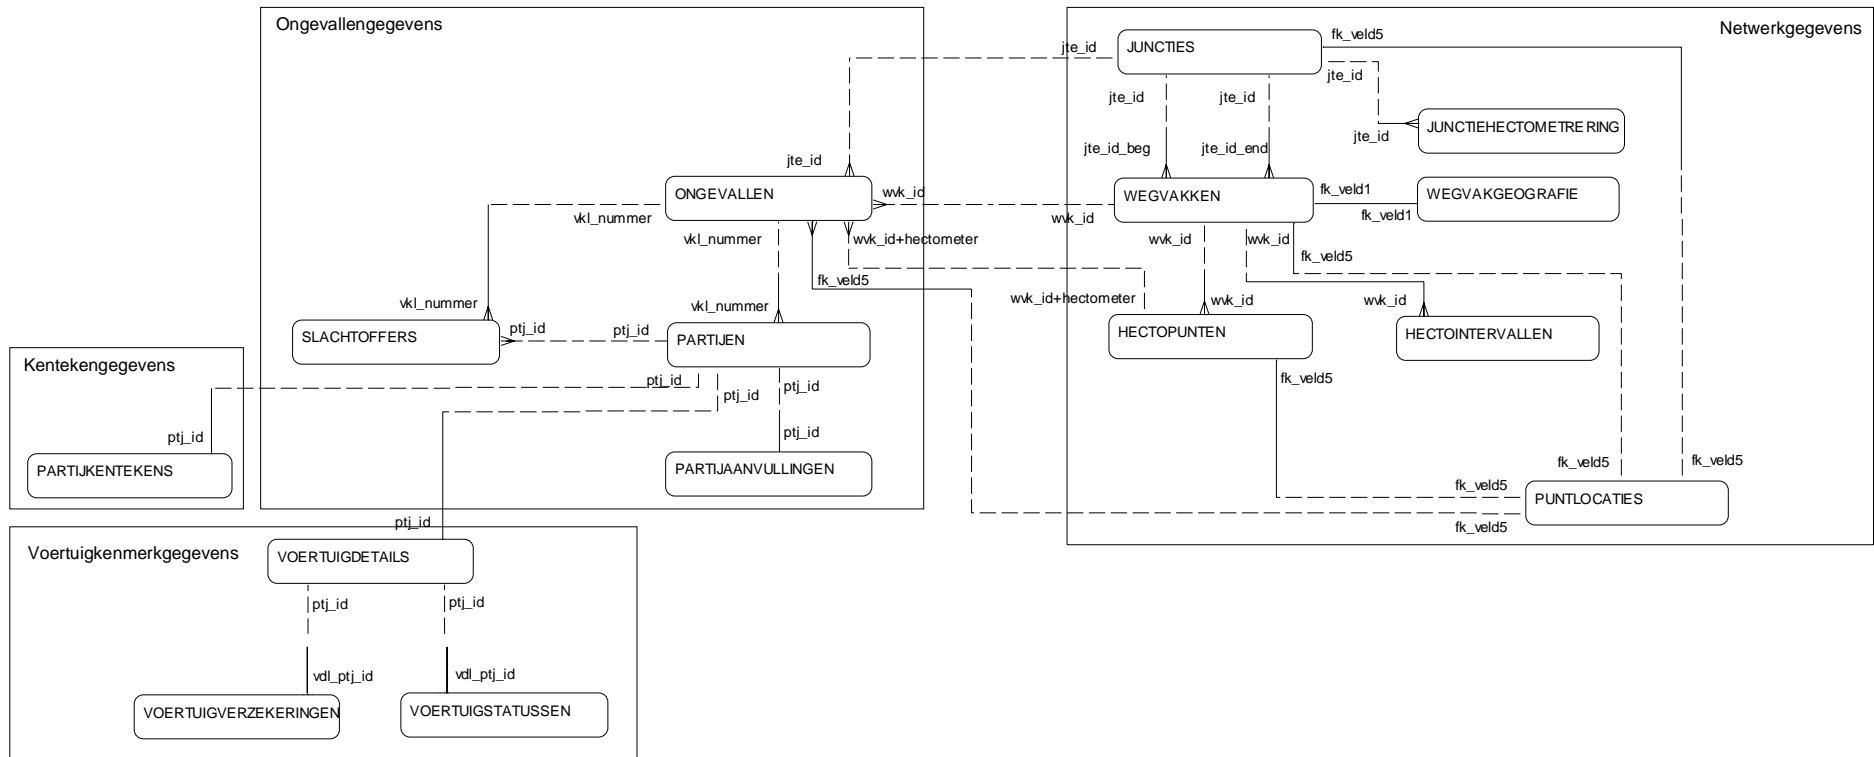 Ongevallengegevens
Netwerkgegevens
JUNCTIES
fk_veld5
jte_id
jte_id
jte_id
jte_id
JUNCTIEHECTOMETRERING
jte_id
jte_id_beg
jte_id_end
jte_id
ONGEVALLEN
wvk_id
wvk_id
WEGVAKKEN
fk_veld1
fk_veld1
WEGVAKGEOGRAFIE
vkl_nummer
vkl_nummer
wvk_id+hectometer
wvk_id
wvk_id
fk_veld5
fk_veld5
wvk_id+hectometer
vkl_nummer
vkl_nummer
wvk_id
wvk_id
SLACHTOFFERS
ptj_id
ptj_id
PARTIJEN
HECTOPUNTEN
HECTOINTERVALLEN
Kentekengegevens
ptj_id
ptj_id
ptj_id
fk_veld5
ptj_id
ptj_id
PARTIJKENTEKENS
PARTIJAANVULLINGEN
fk_veld5
fk_veld5
fk_veld5
fk_veld5
PUNTLOCATIES
ptj_id
Voertuigkenmerkgegevens
VOERTUIGDETAILS
ptj_id
ptj_id
vdl_ptj_id
vdl_ptj_id
VOERTUIGVERZEKERINGEN
VOERTUIGSTATUSSEN